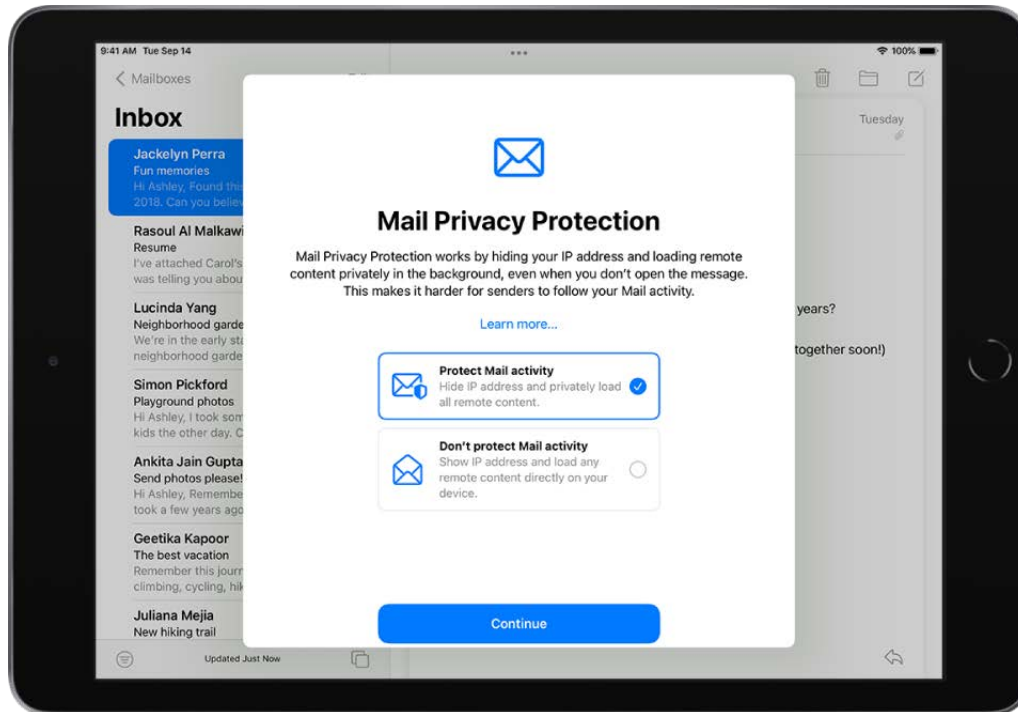 9:41 AM Tue Sep 14
100%
Mailboxes
Inbox
Jackelyn Perra
Fun memories
Hi Ashley, Found this
2018. Can you believ
Rasoul Al Malkawi
Resume
I've attached Carol's
was telling you abou
Lucinda Yang
Neighborhood garde
We're in the early sta
neighborhood garde
Simon Pickford
Playground photos
Hi Ashley, I took som
kids the other day. C
Ankita Jain Gupta
Send photos please!
Hi Ashley, Remembe
took a few years ago
Geetika Kapoor
The best vacation
Remember this journ
climbing, cycling, hik
Juliana Mejia
New hiking trail
Updated Just Now
Mail Privacy Protection
Mail Privacy Protection works by hiding your IP address and loading remote
content privately in the background, even when you don't open the message.
This makes it harder for senders to follow your Mail activity.
Learn more...
Protect Mail activity
Hide IP address and privately load
all remote content.
Don't protect Mail activity
Show IP address and load any
remote content directly on your
device.
Continue
Tuesday
years?
together soon!)